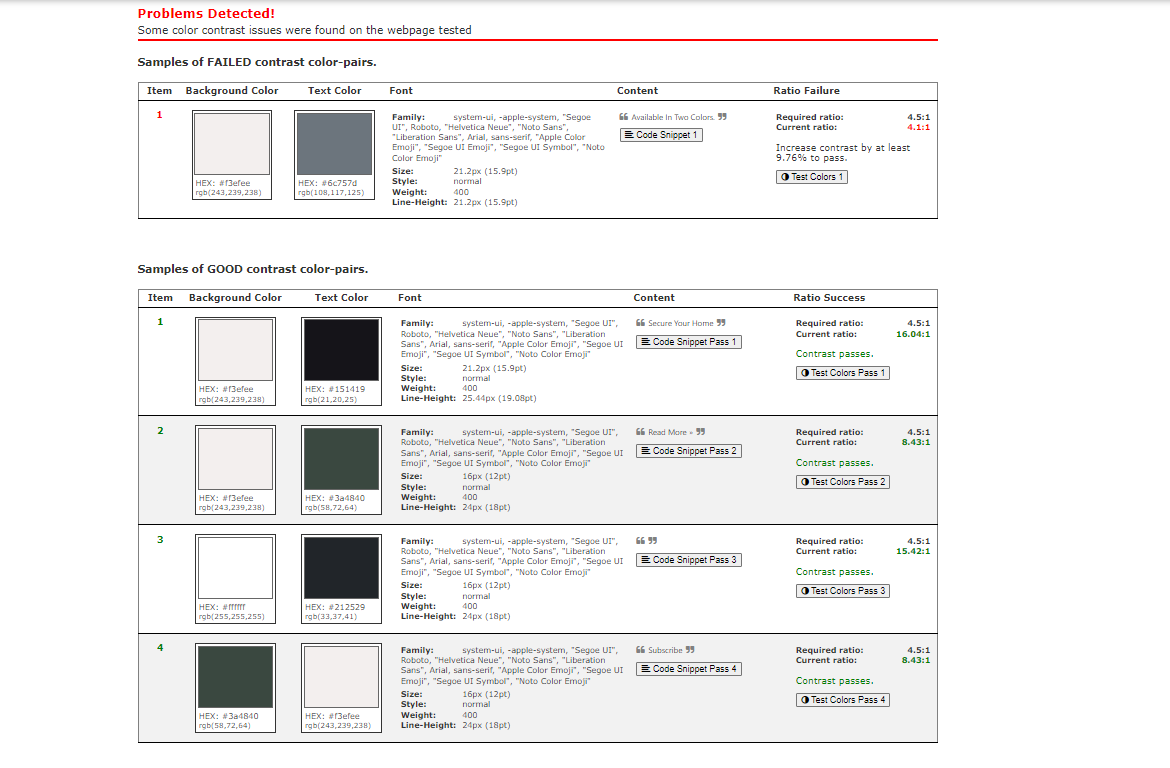 Problems Detected!
Some color contrast issues were found on the webpage tested
Samples of FAILED contrast color-pairs.
Item Background Color Text Color Font Content Ratio Failure
1
HEX: #f3efee
rgb(243,239,238)
HEX: #6c757d
rgb(108,117,125)
Family: system-ui, -apple-system, "Segoe
UI", Roboto, "Helvetica Neue", "Noto Sans",
"Liberation Sans", Arial, sans-serif, "Apple Color
Emoji", "Segoe UI Emoji", "Segoe UI Symbol", "Noto
Color Emoji"
Size: 21.2px (15.9pt)
Style: normal
Weight: 400
Line-Height: 21.2px (15.9pt)
❝ Available In Two Colors. ❞
Code Snippet 1
Required ratio: 4.5:1
Current ratio: 4.1:1
Increase contrast by at least
9.76% to pass.
Test Colors 1
Samples of GOOD contrast color-pairs.
Item Background Color Text Color Font Content Ratio Success
1
HEX: #f3efee
rgb(243,239,238)
HEX: #151419
rgb(21,20,25)
Family: system-ui, -apple-system, "Segoe UI",
Roboto, "Helvetica Neue", "Noto Sans", "Liberation
Sans", Arial, sans-serif, "Apple Color Emoji", "Segoe UI
Emoji", "Segoe UI Symbol", "Noto Color Emoji"
Size: 21.2px (15.9pt)
Style: normal
Weight: 400
Line-Height: 25.44px (19.08pt)
❝ Secure Your Home ❞
Code Snippet Pass 1
Required ratio: 4.5:1
Current ratio: 16.04:1
Contrast passes.
Test Colors Pass 1
2
HEX: #f3efee
rgb(243,239,238)
HEX: #3a4840
rgb(58,72,64)
Family: system-ui, -apple-system, "Segoe UI",
Roboto, "Helvetica Neue", "Noto Sans", "Liberation
Sans", Arial, sans-serif, "Apple Color Emoji", "Segoe UI
Emoji", "Segoe UI Symbol", "Noto Color Emoji"
Size: 16px (12pt)
Style: normal
Weight: 400
Line-Height: 24px (18pt)
❝ Read More » ❞
Code Snippet Pass 2
Required ratio: 4.5:1
Current ratio: 8.43:1
Contrast passes.
Test Colors Pass 2
3
HEX: #ffffff
rgb(255,255,255)
HEX: #212529
rgb(33,37,41)
Family: system-ui, -apple-system, "Segoe UI",
Roboto, "Helvetica Neue", "Noto Sans", "Liberation
Sans", Arial, sans-serif, "Apple Color Emoji", "Segoe UI
Emoji", "Segoe UI Symbol", "Noto Color Emoji"
Size: 16px (12pt)
Style: normal
Weight: 400
Line-Height: 24px (18pt)
❝ ❞
Code Snippet Pass 3
Required ratio: 4.5:1
Current ratio: 15.42:1
Contrast passes.
Test Colors Pass 3
4
HEX: #3a4840
rgb(58,72,64)
HEX: #f3efee
rgb(243,239,238)
Family: system-ui, -apple-system, "Segoe UI",
Roboto, "Helvetica Neue", "Noto Sans", "Liberation
Sans", Arial, sans-serif, "Apple Color Emoji", "Segoe UI
Emoji", "Segoe UI Symbol", "Noto Color Emoji"
Size: 16px (12pt)
Style: normal
Weight: 400
Line-Height: 24px (18pt)
❝ Subscribe ❞
Code Snippet Pass 4
Required ratio: 4.5:1
Current ratio: 8.43:1
Contrast passes.
Test Colors Pass 4